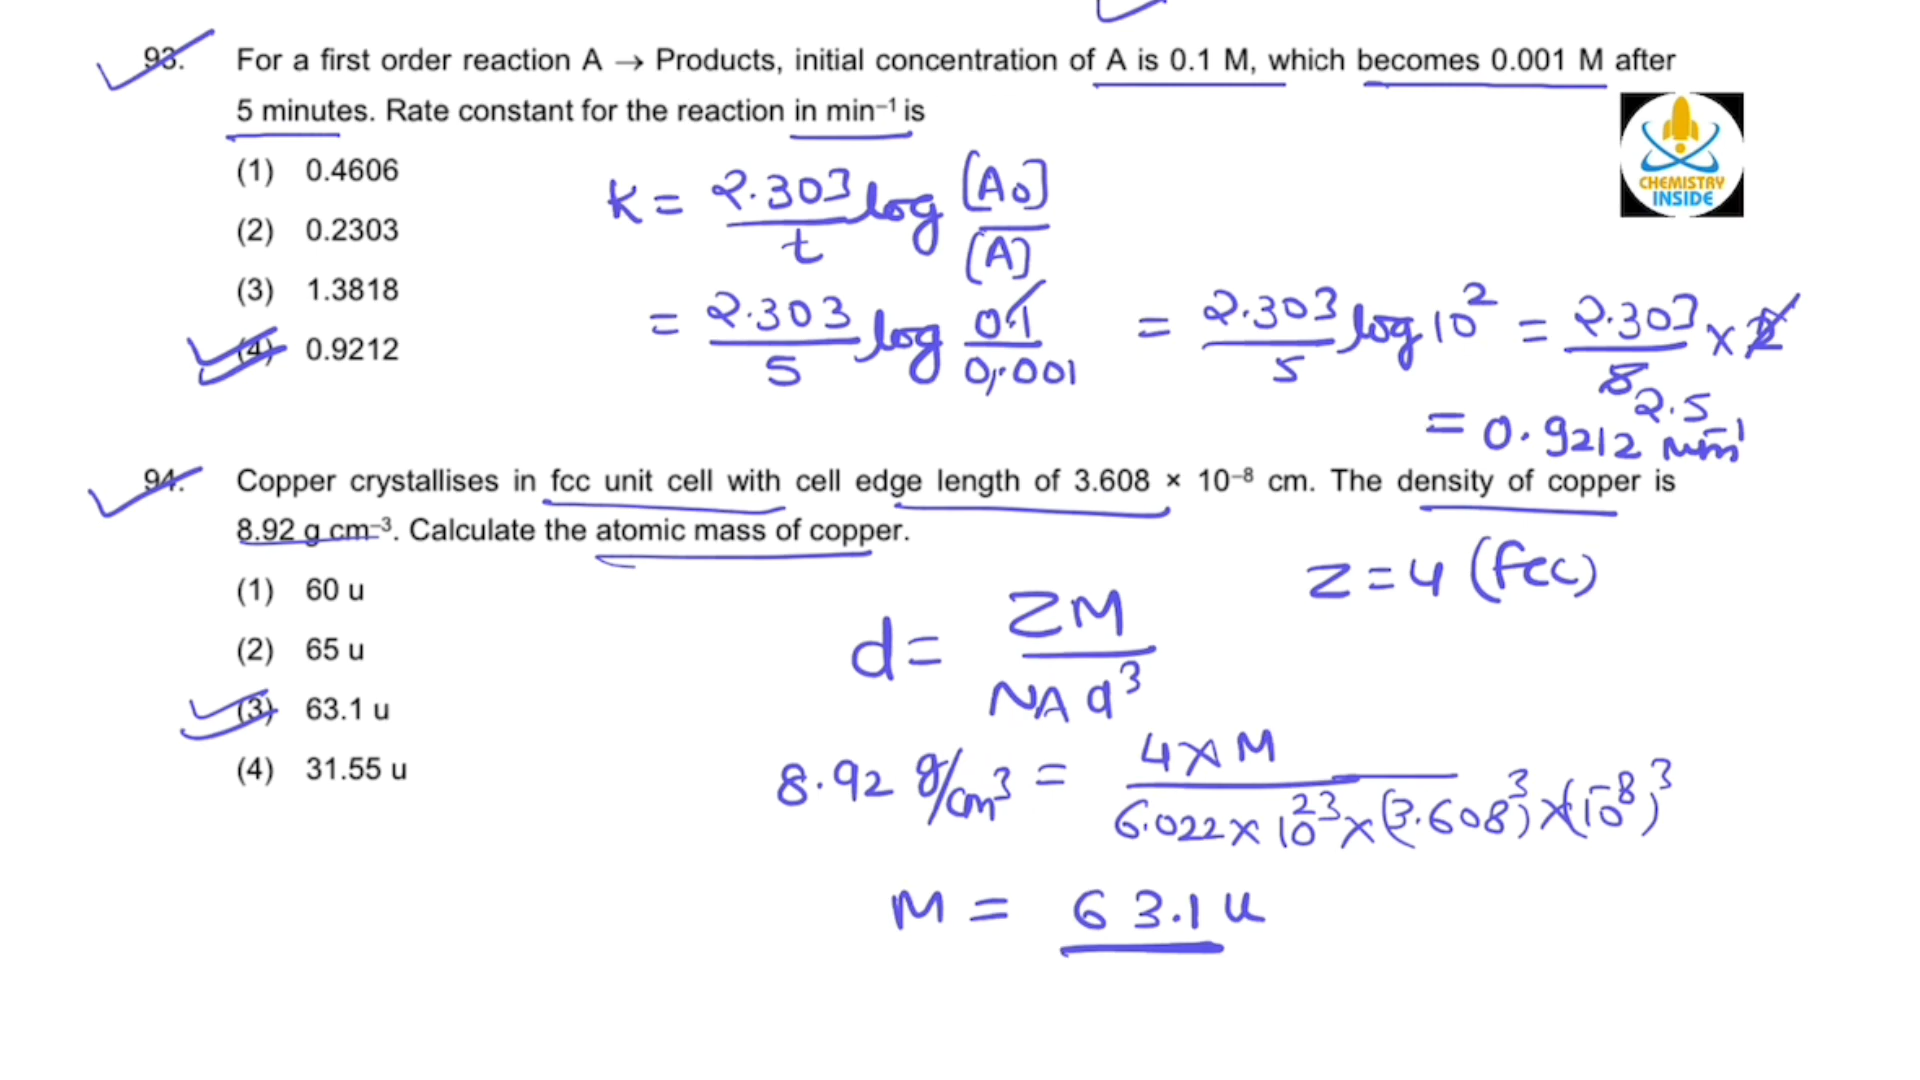 93. For a first order reaction A → Products, initial concentration of A is 0.1 M, which becomes 0.001 M after
5 minutes. Rate constant for the reaction in min⁻¹ is
(1) 0.4606
(2) 0.2303
(3) 1.3818
(4) 0.9212
CHEMISTRY
INSIDE
K = 2.303/t log [A₀]/[A]
= 2.303/5 log 0.1/0.001 = 2.303/5 log 10² = 2.303/5 × 2
2.5
= 0.9212 min⁻¹
94. Copper crystallises in fcc unit cell with cell edge length of 3.608 × 10⁻⁸ cm. The density of copper is
8.92 g cm⁻³. Calculate the atomic mass of copper.
(1) 60 u
(2) 65 u
(3) 63.1 u
(4) 31.55 u
Z = 4 (fcc)
d = ZM/NA a³
8.92 g/cm³ = 4 × M/6.022 × 10²³ × (3.608)³ × (10⁻⁸)³
M = 63.1 u